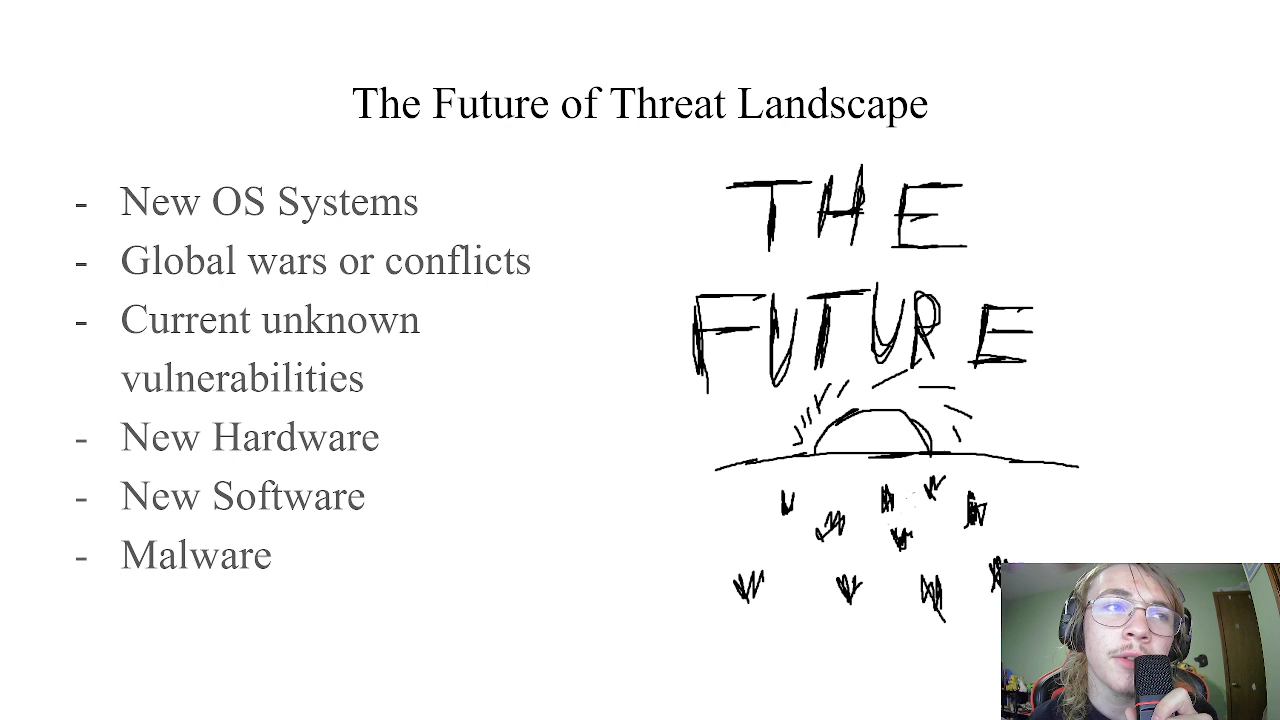 The Future of Threat Landscape
- New OS Systems
- Global wars or conflicts
- Current unknown
vulnerabilities
- New Hardware
- New Software
- Malware
THE
FUTURE